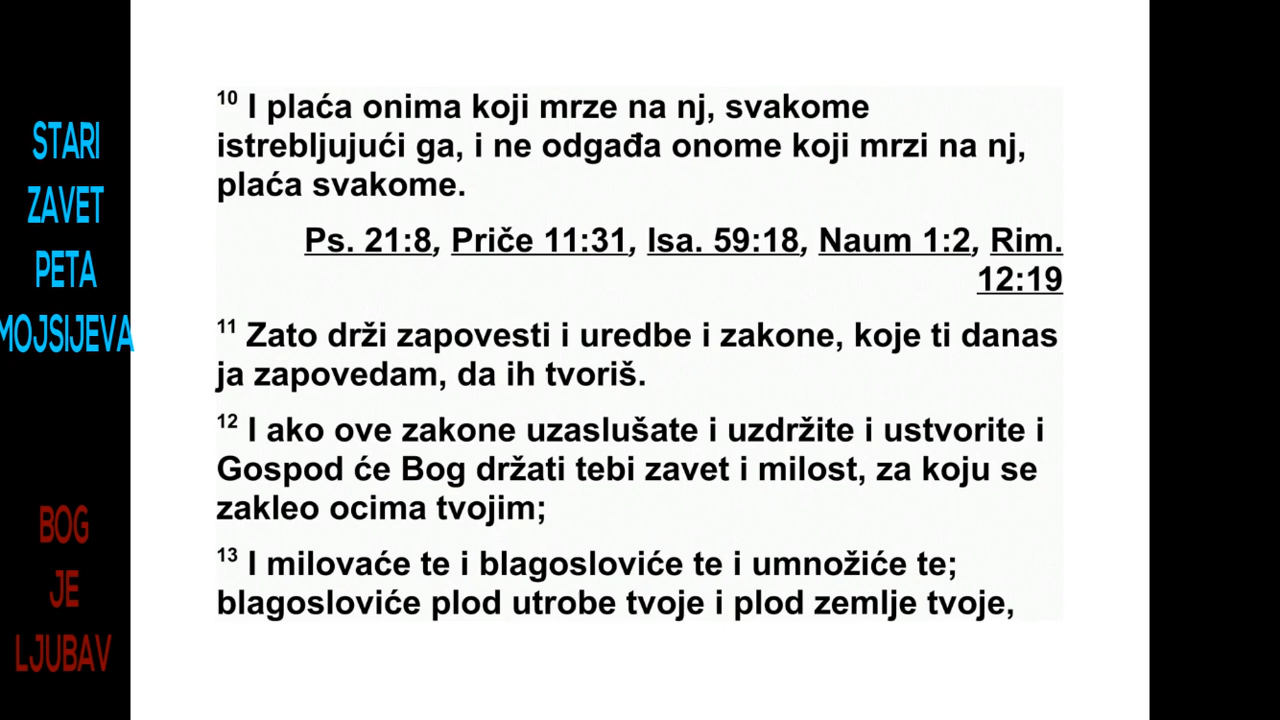 STARI
ZAVET
PETA
MOJSIJEVA
BOG
JE
LJUBAV
10 I plaća onima koji mrze na nj, svakome
istrebljujući ga, i ne odgađa onome koji mrzi na nj,
plaća svakome.
Ps. 21:8, Priče 11:31, Isa. 59:18, Naum 1:2, Rim.
12:19
11 Zato drži zapovesti i uredbe i zakone, koje ti danas
ja zapovedam, da ih tvoriš.
12 I ako ove zakone uzaslušate i uzdržite i ustvorite i
Gospod će Bog držati tebi zavet i milost, za koju se
zakleo ocima tvojim;
13 I milovaće te i blagosloviće te i umnožiće te;
blagosloviće plod utrobe tvoje i plod zemlje tvoje,